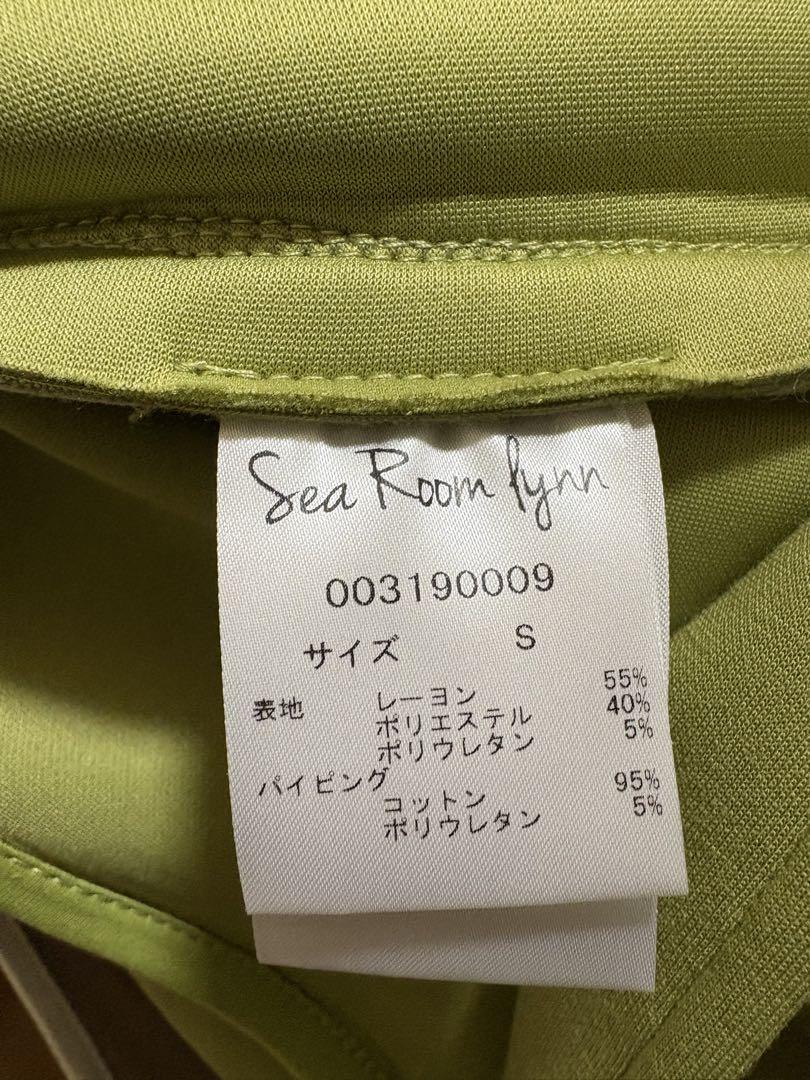 Sea Room lynn
003190009
サイズ S
表地 レーヨン 55%
ポリエステル 40%
ポリウレタン 5%
パイピング
コットン 95%
ポリウレタン 5%